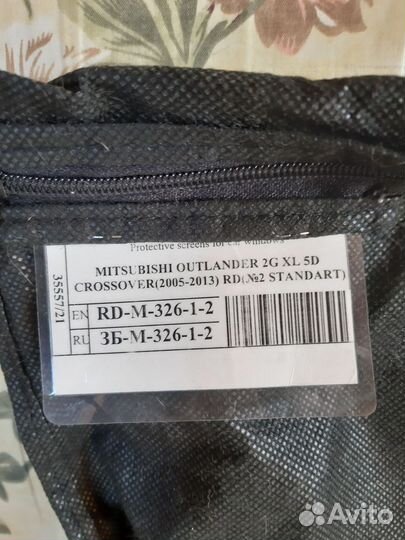 Protective screens for car windows
MITSUBISHI OUTLANDER 2G XL 5D
CROSSOVER(2005-2013) RD(№2 STANDART)
EN RD-M-326-1-2
RU ЗБ-М-326-1-2
35557/21
Avito